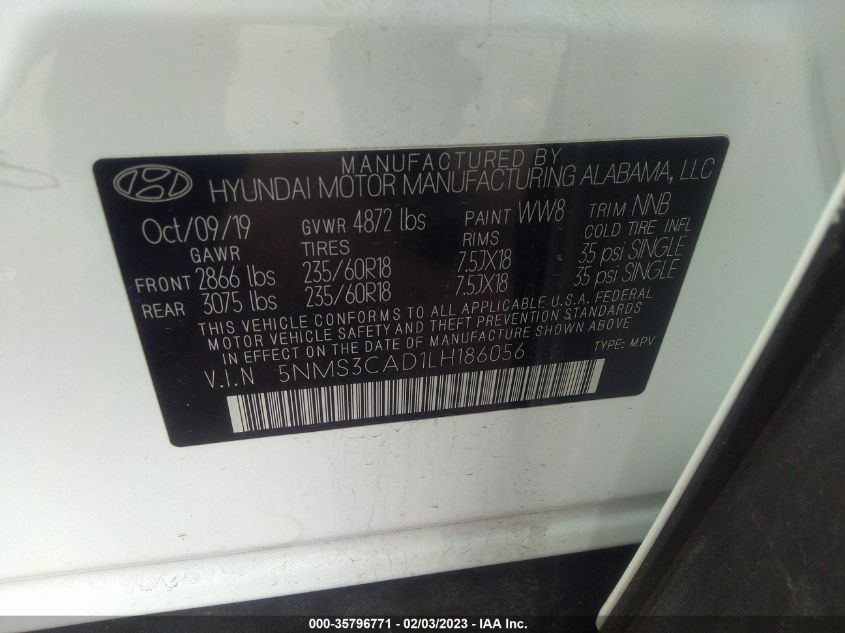 MANUFACTURED BY
HYUNDAI MOTOR MANUFACTURING ALABAMA, LLC
Oct/09/19 GVWR 4872 lbs PAINT WW8 TRIM NNB
GAWR TIRES RIMS COLD TIRE INFL
FRONT 2866 lbs 235/60R18 7.5JX18 35 psi SINGLE
REAR 3075 lbs 235/60R18 7.5JX18 35 psi SINGLE
THIS VEHICLE CONFORMS TO ALL APPLICABLE U.S.A. FEDERAL
MOTOR VEHICLE SAFETY AND THEFT PREVENTION STANDARDS
IN EFFECT ON THE DATE OF MANUFACTURE SHOWN ABOVE
V.I.N 5NMS3CAD1LH186056 TYPE: MPV
000-35796771 - 02/03/2023 - IAA Inc.